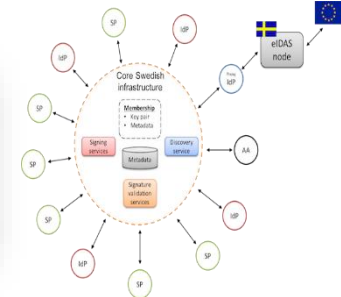 SP
IdP
IdP
eIDAS
node
Core Swedish
infrastructure
Proxy
IdP
SP
Membership
• Key pair
• Metadata
Signing
services
Discovery
service
AA
Metadata
SP
Signature
validation
services
SP
IdP
IdP
SP
SP